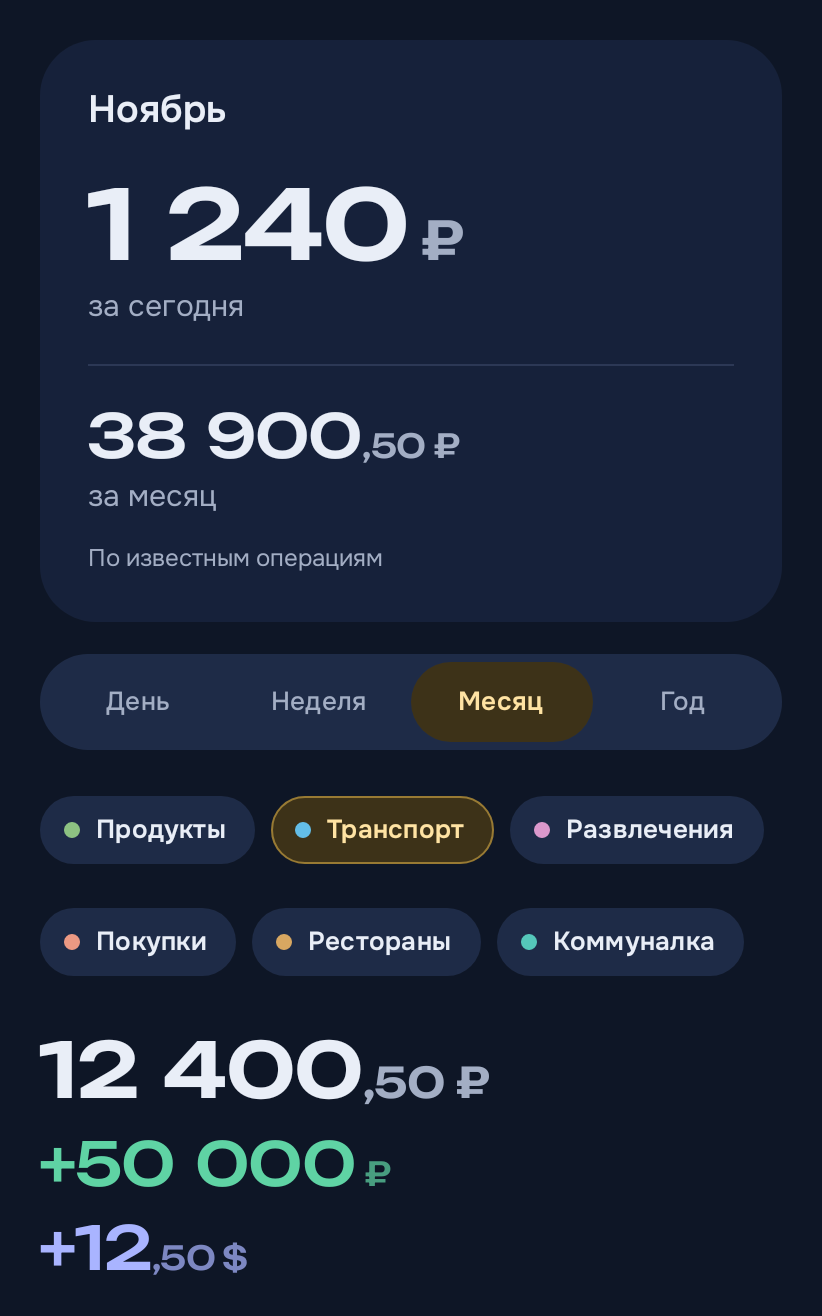 Ноябрь
1 240 ₽
за сегодня
38 900,50 ₽
за месяц
По известным операциям
День Неделя Месяц Год
Продукты Транспорт Развлечения
Покупки Рестораны Коммуналка
12 400,50 ₽
+50 000 ₽
+12,50 $